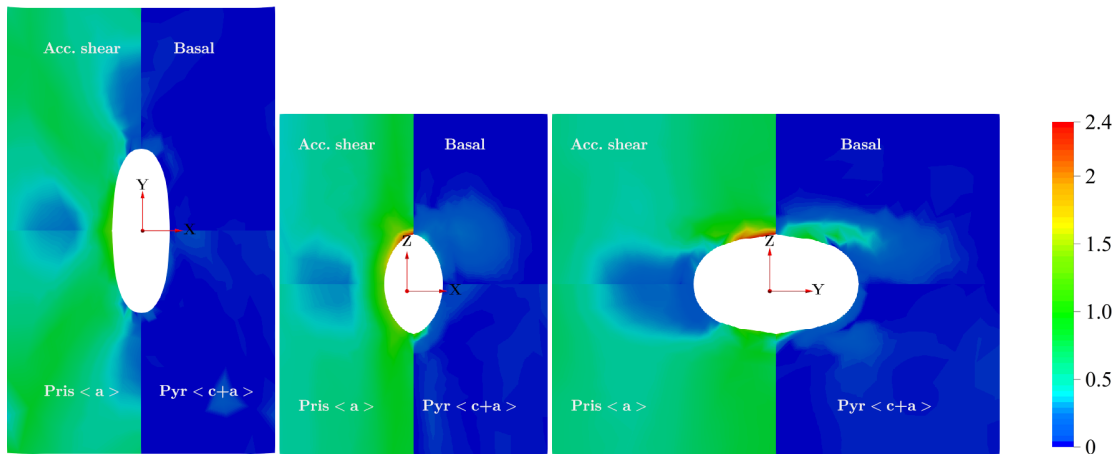 Acc. shear Basal
Y
X
Pris < a > Pyr < c+a >
Acc. shear Basal
Z
X
Pris < a > Pyr < c+a >
Acc. shear Basal
Z
Y
Pris < a > Pyr < c+a >
2.4
2
1.5
1.0
0.5
0